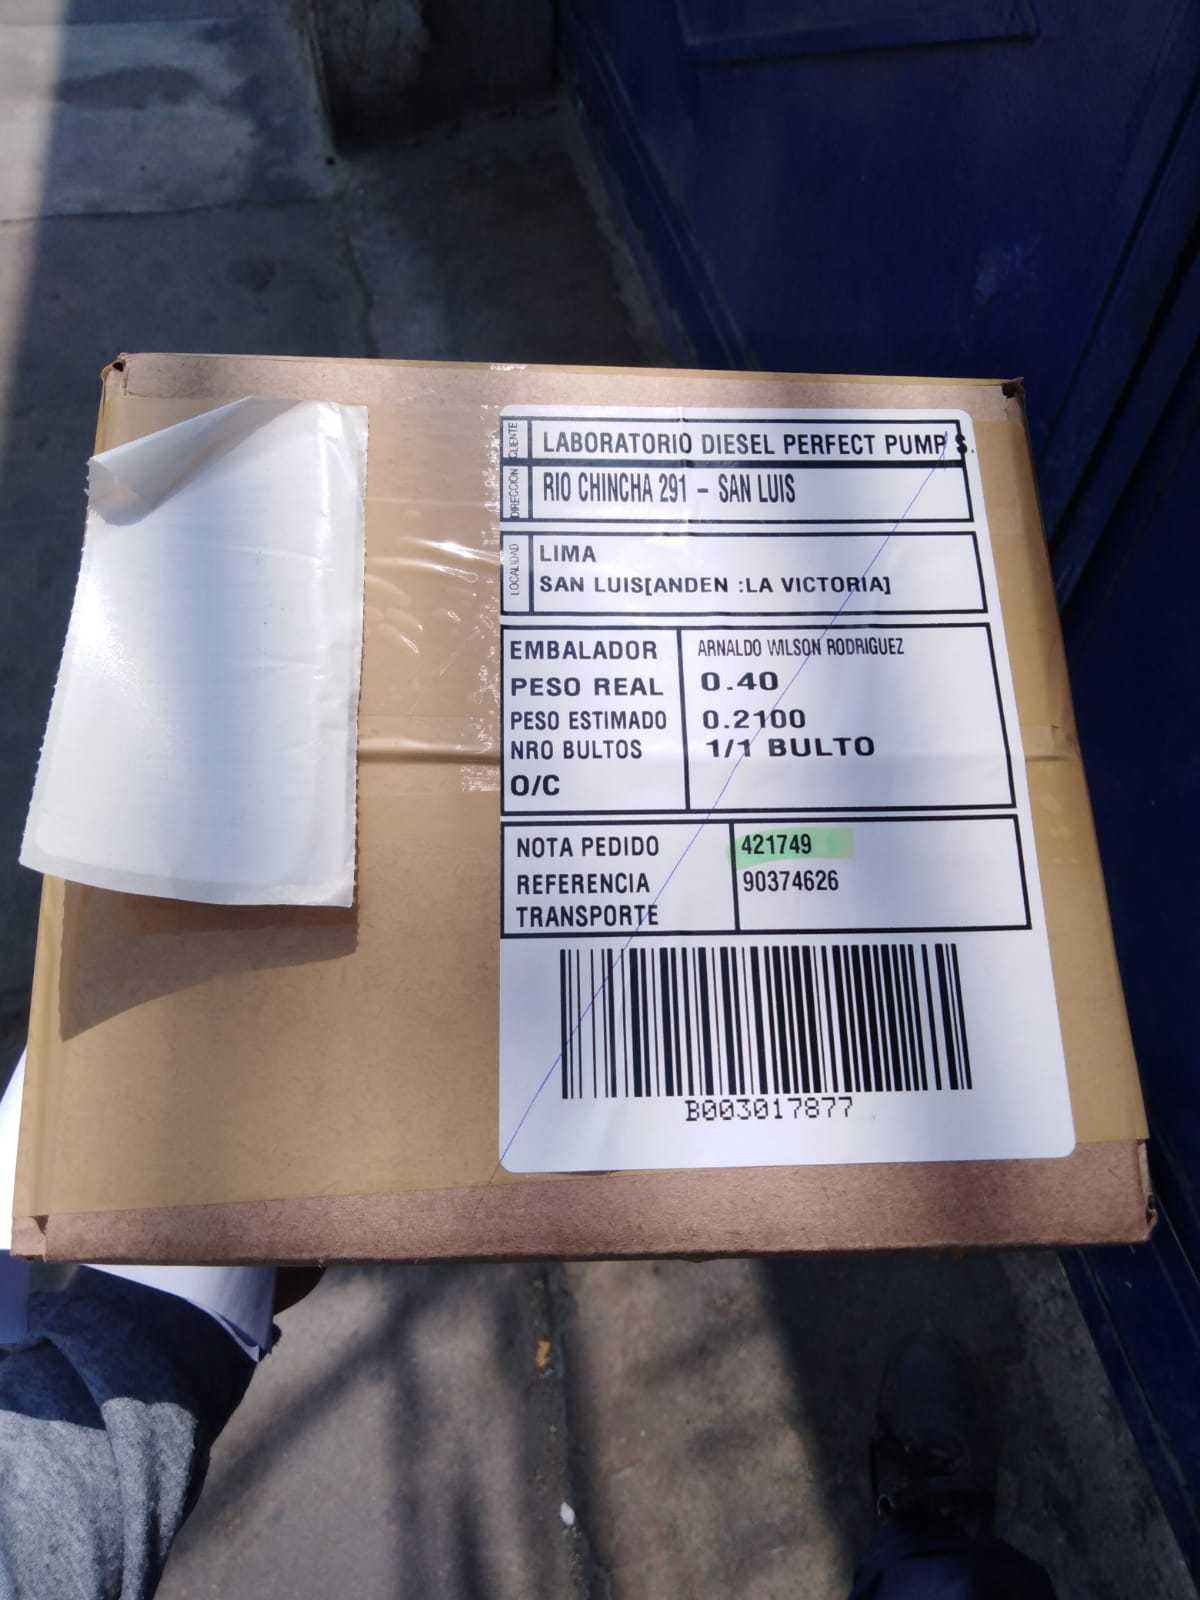 CLIENTE LABORATORIO DIESEL PERFECT PUMP S.
DIRECCION RIO CHINCHA 291 - SAN LUIS
LOCALIDAD LIMA
SAN LUIS[ANDEN :LA VICTORIA]
EMBALADOR ARNALDO WILSON RODRIGUEZ
PESO REAL 0.40
PESO ESTIMADO 0.2100
NRO BULTOS 1/1 BULTO
O/C
NOTA PEDIDO 421749
REFERENCIA 90374626
TRANSPORTE
B003017877